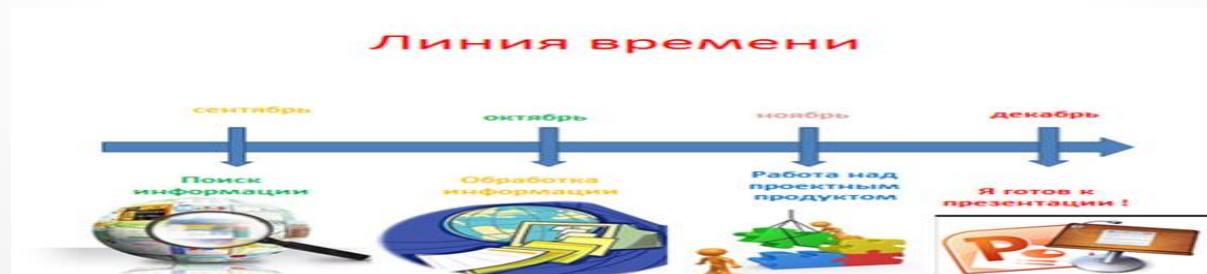 Линия времени
сентябрь
октябрь
ноябрь
декабрь
Поиск
информации
Обработка
информации
Работа над
проектным
продуктом
Я готов к
презентации !
P